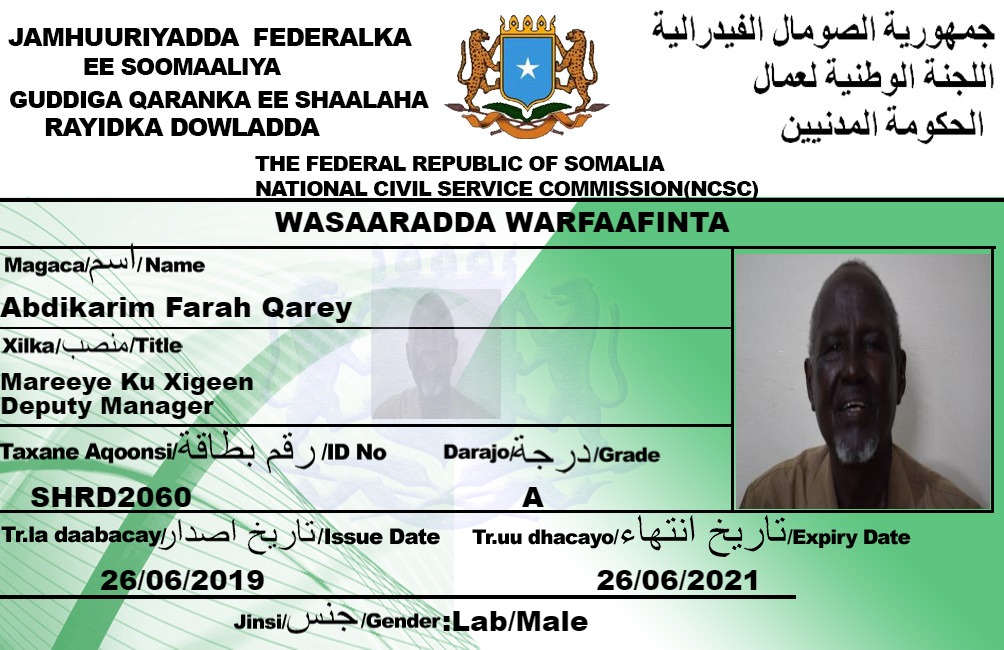 JAMHUURIYADDA FEDERALKA
EE SOOMAALIYA
GUDDIGA QARANKA EE SHAALAHA
RAYIDKA DOWLADDA
جمهورية الصومال الفيدرالية
اللجنة الوطنية لعمال
الحكومة المدنيين
THE FEDERAL REPUBLIC OF SOMALIA
NATIONAL CIVIL SERVICE COMMISSION(NCSC)
WASAARADDA WARFAAFINTA
Magaca/اسم/Name
Abdikarim Farah Qarey
Xilka/منصب/Title
Mareeye Ku Xigeen
Deputy Manager
Taxane Aqoonsi/رقم بطاقة/ID No
Darajo/درجة/Grade
SHRD2060
A
Tr.la daabacay/تاريخ اصدار/Issue Date
Tr.uu dhacayo/تاريخ انتهاء/Expiry Date
26/06/2019
26/06/2021
Jinsi/جنس/Gender:Lab/Male